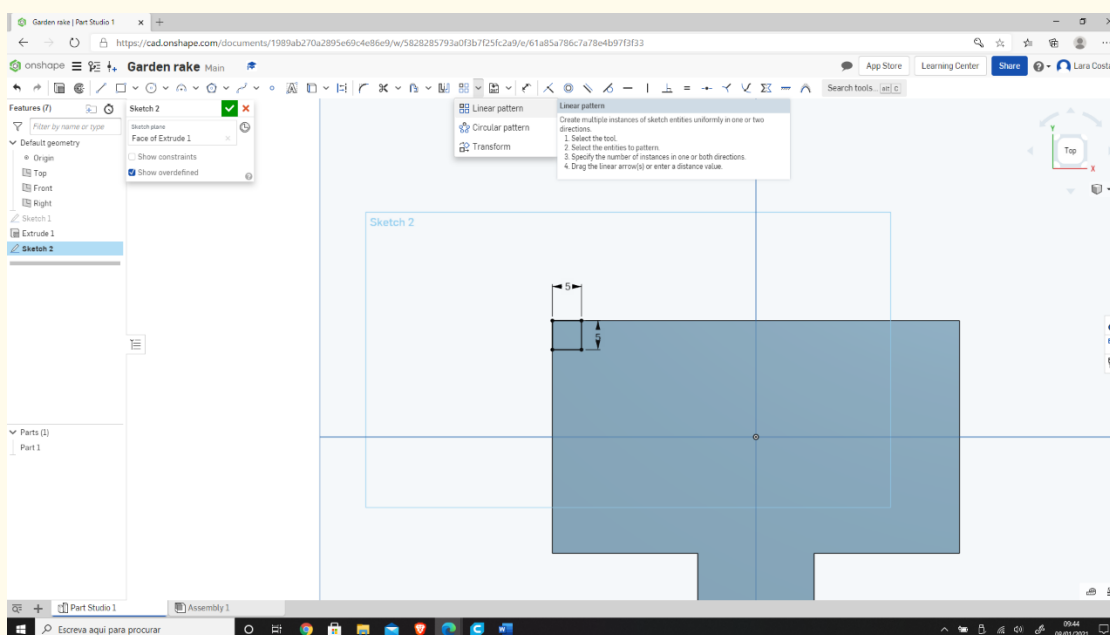 Garden rake | Part Studio 1
https://cad.onshape.com/documents/1989ab270a2895e69c4e86e9/w/5828285793a0f3b7f25fc2a9/e/61a85a786c7a78e4b97f3f33
onshape Garden rake Main App Store Learning Center Share Lara Costa
Search tools... alt C
Features (7)
Filter by name or type
Default geometry
Origin
Top
Front
Right
Sketch 1
Extrude 1
Sketch 2
Sketch 2
Sketch plane
Face of Extrude 1
Show constraints
Show overdefined
Linear pattern
Circular pattern
Transform
Linear pattern
Create multiple instances of sketch entities uniformly in one or two
directions.
1. Select the tool.
2. Select the entities to pattern.
3. Specify the number of instances in one or both directions.
4. Drag the linear arrow(s) or enter a distance value.
Y
Top
X
Sketch 2
5
5
Parts (1)
Part 1
Part Studio 1
Assembly 1
Escreva aqui para procurar
09:44
08/01/2021